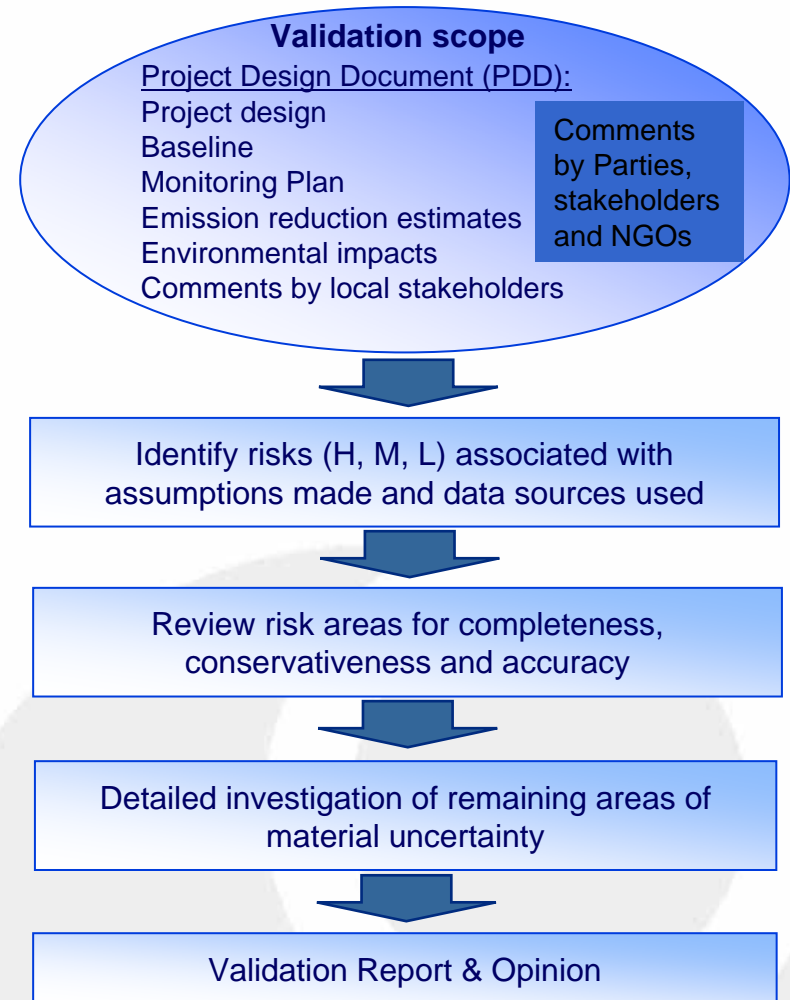 Validation scope
Project Design Document (PDD):
Project design
Baseline
Monitoring Plan
Emission reduction estimates
Environmental impacts
Comments by local stakeholders
Comments
by Parties,
stakeholders
and NGOs
Identify risks (H, M, L) associated with
assumptions made and data sources used
Review risk areas for completeness,
conservativeness and accuracy
Detailed investigation of remaining areas of
material uncertainty
Validation Report & Opinion